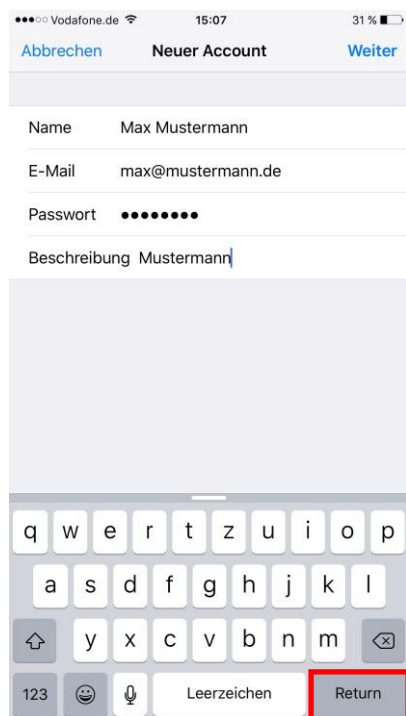 Vodafone.de 15:07 31 %
Abbrechen Neuer Account Weiter
Name Max Mustermann
E-Mail max@mustermann.de
Passwort ●●●●●●●●
Beschreibung Mustermann
q w e r t z u i o p
a s d f g h j k l
y x c v b n m
123 Leerzeichen Return